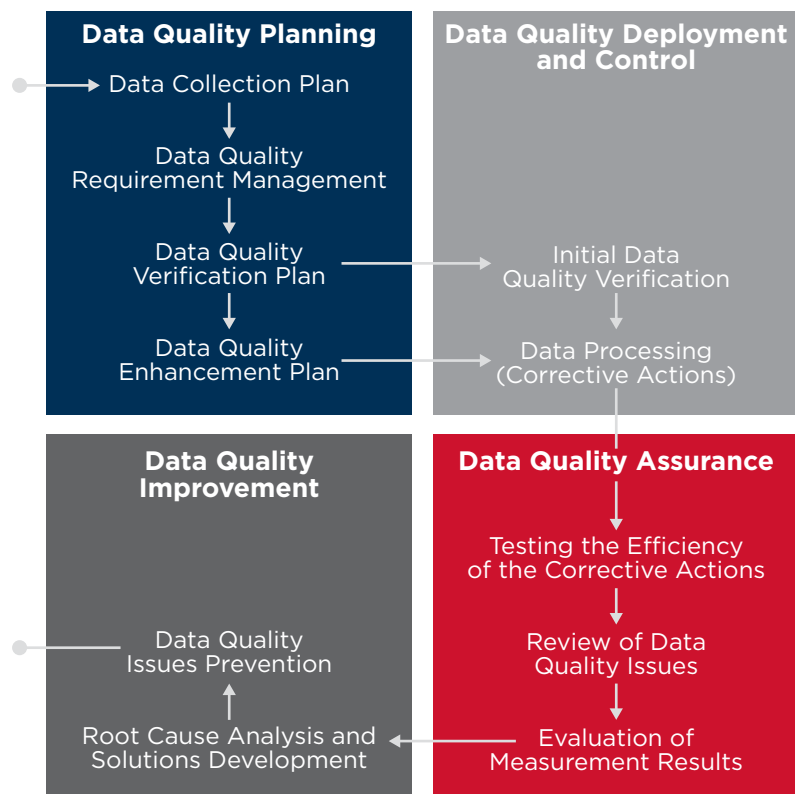 Data Quality Planning
Data Collection Plan
Data Quality
Requirement Management
Data Quality
Verification Plan
Data Quality
Enhancement Plan
Data Quality Deployment
and Control
Initial Data
Quality Verification
Data Processing
(Corrective Actions)
Data Quality Assurance
Testing the Efficiency
of the Corrective Actions
Review of Data
Quality Issues
Evaluation of
Measurement Results
Data Quality
Improvement
Data Quality
Issues Prevention
Root Cause Analysis and
Solutions Development